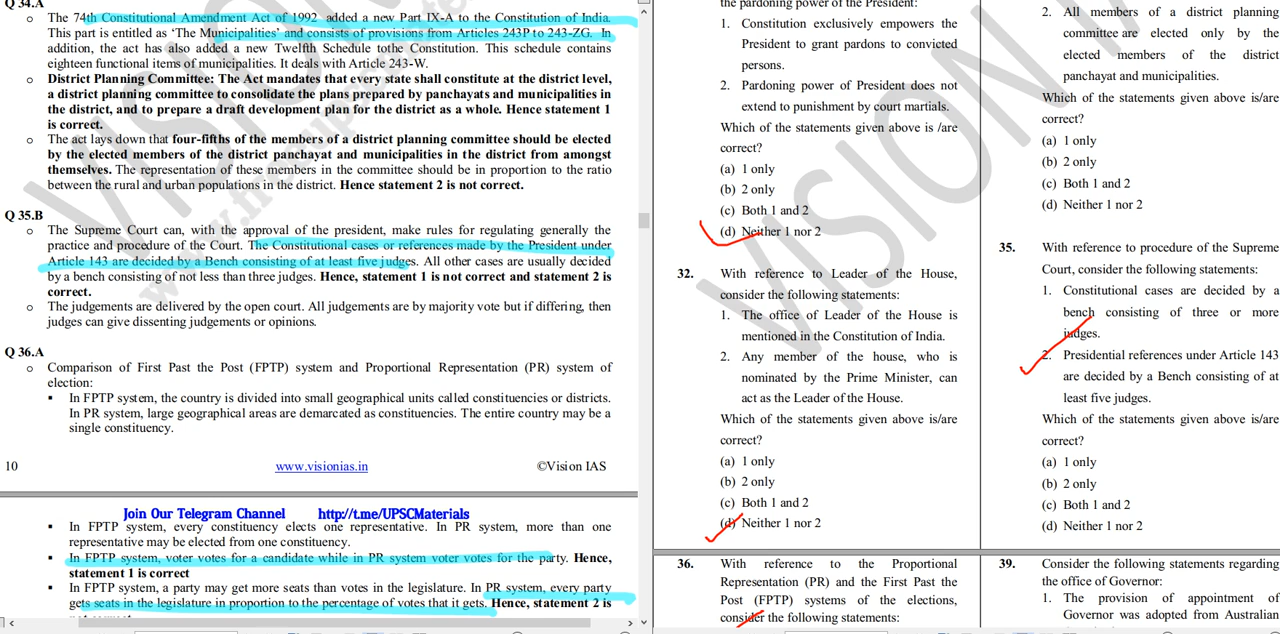 Q 34.A
The 74th Constitutional Amendment Act of 1992 added a new Part IX-A to the Constitution of India.
This part is entitled as 'The Municipalities' and consists of provisions from Articles 243P to 243-ZG. In
addition, the act has also added a new Twelfth Schedule tothe Constitution. This schedule contains
eighteen functional items of municipalities. It deals with Article 243-W.
District Planning Committee: The Act mandates that every state shall constitute at the district level,
a district planning committee to consolidate the plans prepared by panchayats and municipalities in
the district, and to prepare a draft development plan for the district as a whole. Hence statement 1
is correct.
The act lays down that four-fifths of the members of a district planning committee should be elected
by the elected members of the district panchayat and municipalities in the district from amongst
themselves. The representation of these members in the committee should be in proportion to the ratio
between the rural and urban populations in the district. Hence statement 2 is not correct.
Q 35.B
The Supreme Court can, with the approval of the president, make rules for regulating generally the
practice and procedure of the Court. The Constitutional cases or references made by the President under
Article 143 are decided by a Bench consisting of at least five judges. All other cases are usually decided
by a bench consisting of not less than three judges. Hence, statement 1 is not correct and statement 2 is
correct.
The judgements are delivered by the open court. All judgements are by majority vote but if differing, then
judges can give dissenting judgements or opinions.
Q 36.A
Comparison of First Past the Post (FPTP) system and Proportional Representation (PR) system of
election:
In FPTP system, the country is divided into small geographical units called constituencies or districts.
In PR system, large geographical areas are demarcated as constituencies. The entire country may be a
single constituency.
10 www.visionias.in ©Vision IAS
Join Our Telegram Channel http://t.me/UPSCMaterials
In FPTP system, every constituency elects one representative. In PR system, more than one
representative may be elected from one constituency.
In FPTP system, voter votes for a candidate while in PR system voter votes for the party. Hence,
statement 1 is correct
In FPTP system, a party may get more seats than votes in the legislature. In PR system, every party
gets seats in the legislature in proportion to the percentage of votes that it gets. Hence, statement 2 is
the pardoning power of the President:
1. Constitution exclusively empowers the
President to grant pardons to convicted
persons.
2. Pardoning power of President does not
extend to punishment by court martials.
Which of the statements given above is /are
correct?
(a) 1 only
(b) 2 only
(c) Both 1 and 2
(d) Neither 1 nor 2
32. With reference to Leader of the House,
consider the following statements:
1. The office of Leader of the House is
mentioned in the Constitution of India.
2. Any member of the house, who is
nominated by the Prime Minister, can
act as the Leader of the House.
Which of the statements given above is/are
correct?
(a) 1 only
(b) 2 only
(c) Both 1 and 2
(d) Neither 1 nor 2
36. With reference to the Proportional
Representation (PR) and the First Past the
Post (FPTP) systems of the elections,
consider the following statements:
2. All members of a district planning
committee are elected only by the
elected members of the district
panchayat and municipalities.
Which of the statements given above is/are
correct?
(a) 1 only
(b) 2 only
(c) Both 1 and 2
(d) Neither 1 nor 2
35. With reference to procedure of the Supreme
Court, consider the following statements:
1. Constitutional cases are decided by a
bench consisting of three or more
judges.
2. Presidential references under Article 143
are decided by a Bench consisting of at
least five judges.
Which of the statements given above is/are
correct?
(a) 1 only
(b) 2 only
(c) Both 1 and 2
(d) Neither 1 nor 2
39. Consider the following statements regarding
the office of Governor:
1. The provision of appointment of
Governor was adopted from Australian
VISION
VISION